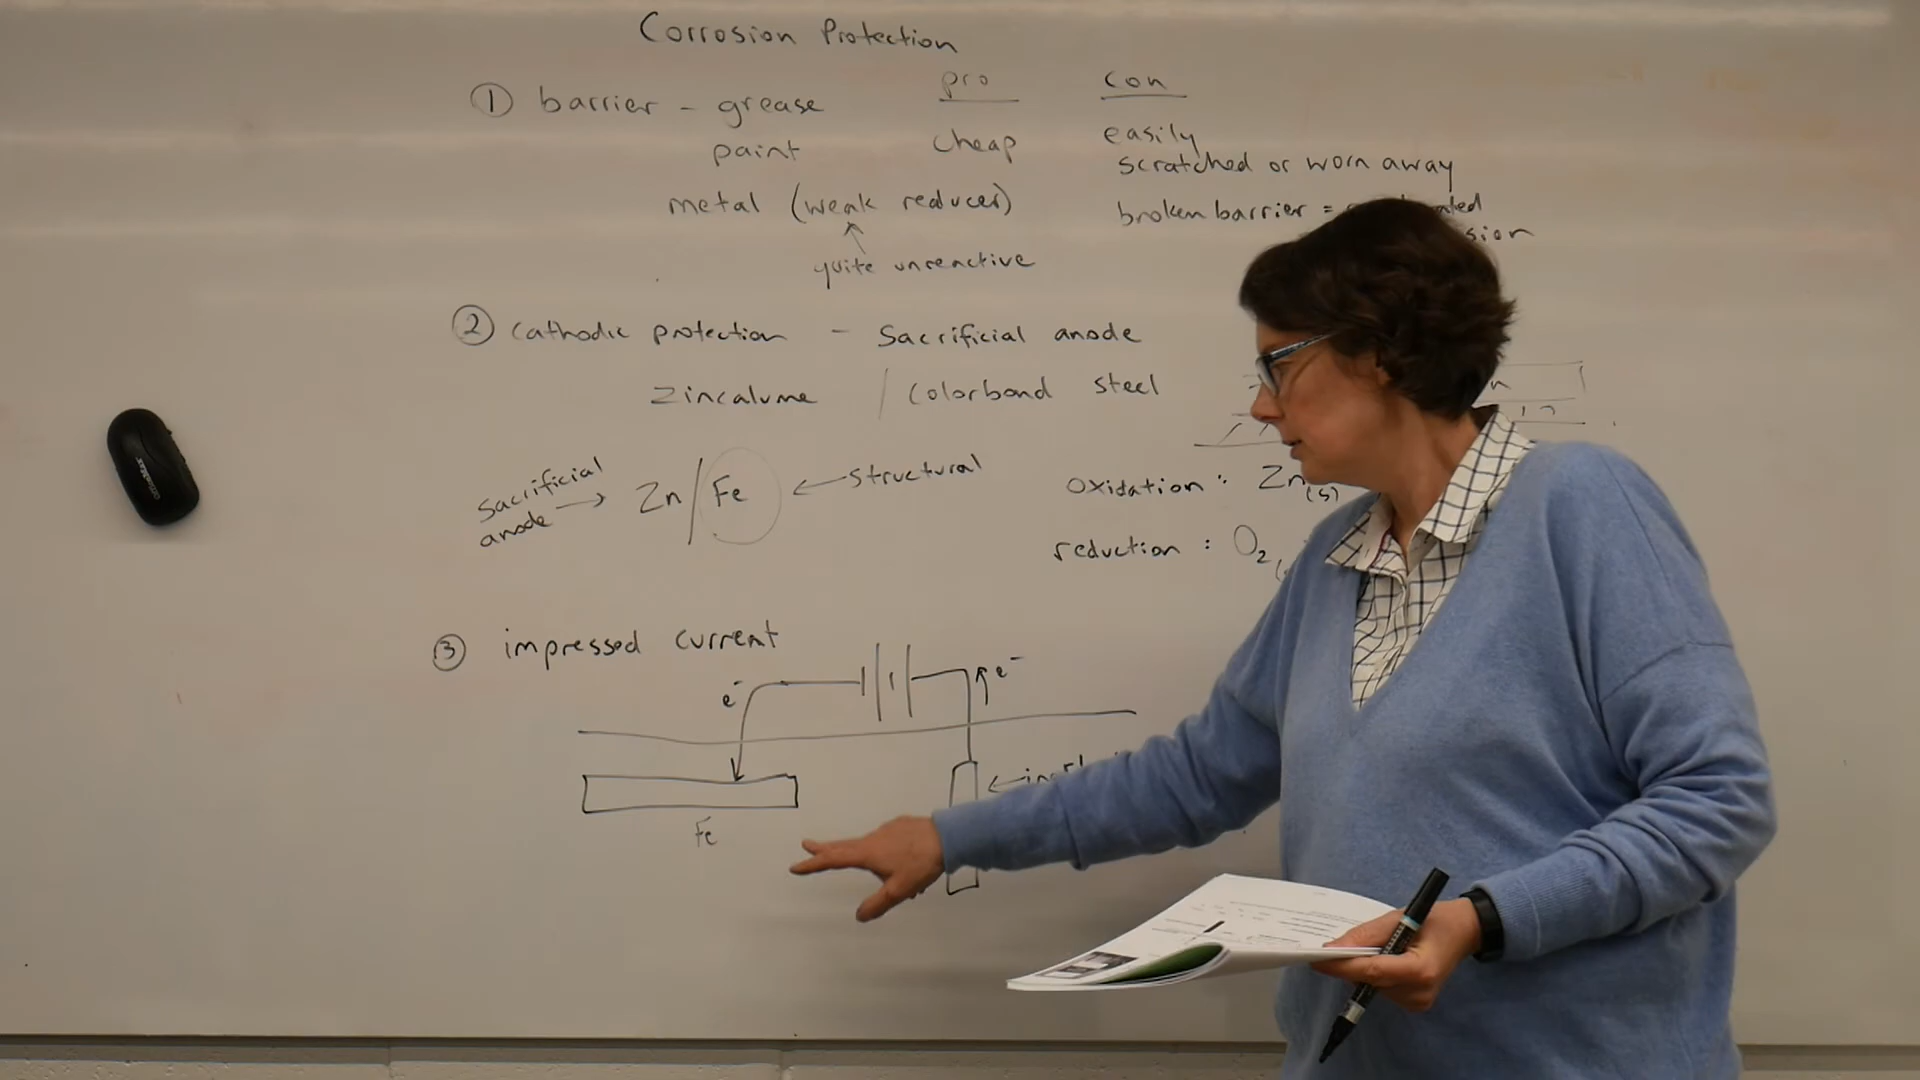 Corrosion Protection
pro con
① barrier - grease
paint
cheap
easily
scratched or worn away
metal (weak reducer)
broken barrier =
quite unreactive
② Cathodic protection - Sacrificial anode
Zincalume / Colorbond steel
Sacrificial anode → Zn/Fe ← structural
Oxidation : Zn(s)
reduction : O2
③ impressed current
e⁻ e⁻
Fe